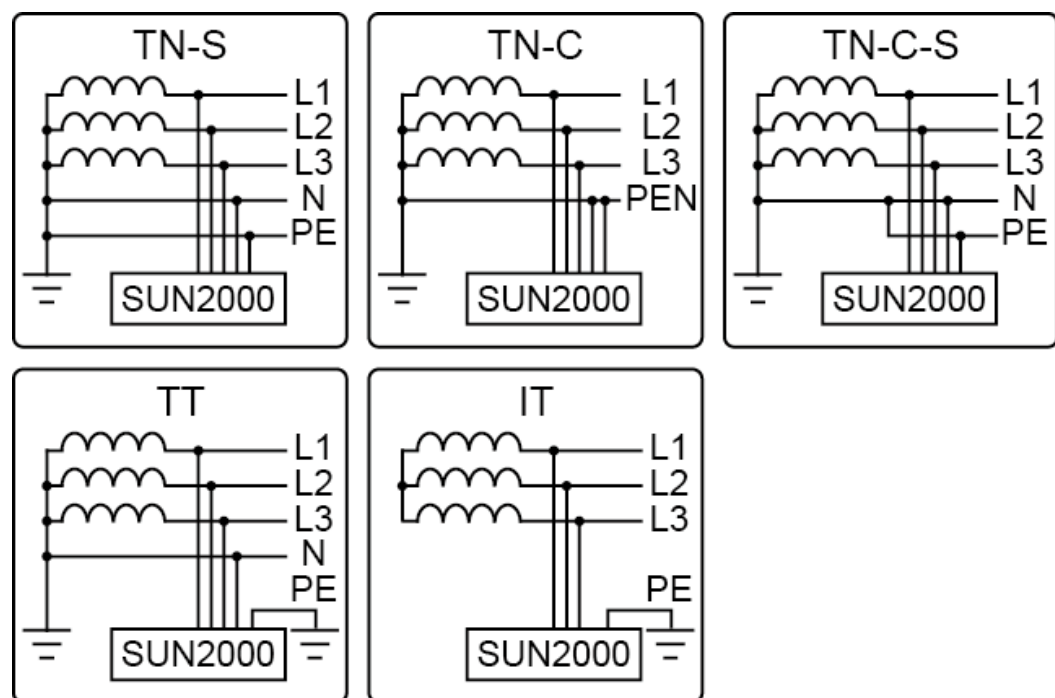 TN-S
L1
L2
L3
N
PE
SUN2000
TN-C
L1
L2
L3
PEN
SUN2000
TN-C-S
L1
L2
L3
N
PE
SUN2000
TT
L1
L2
L3
N
PE
SUN2000
IT
L1
L2
L3
PE
SUN2000